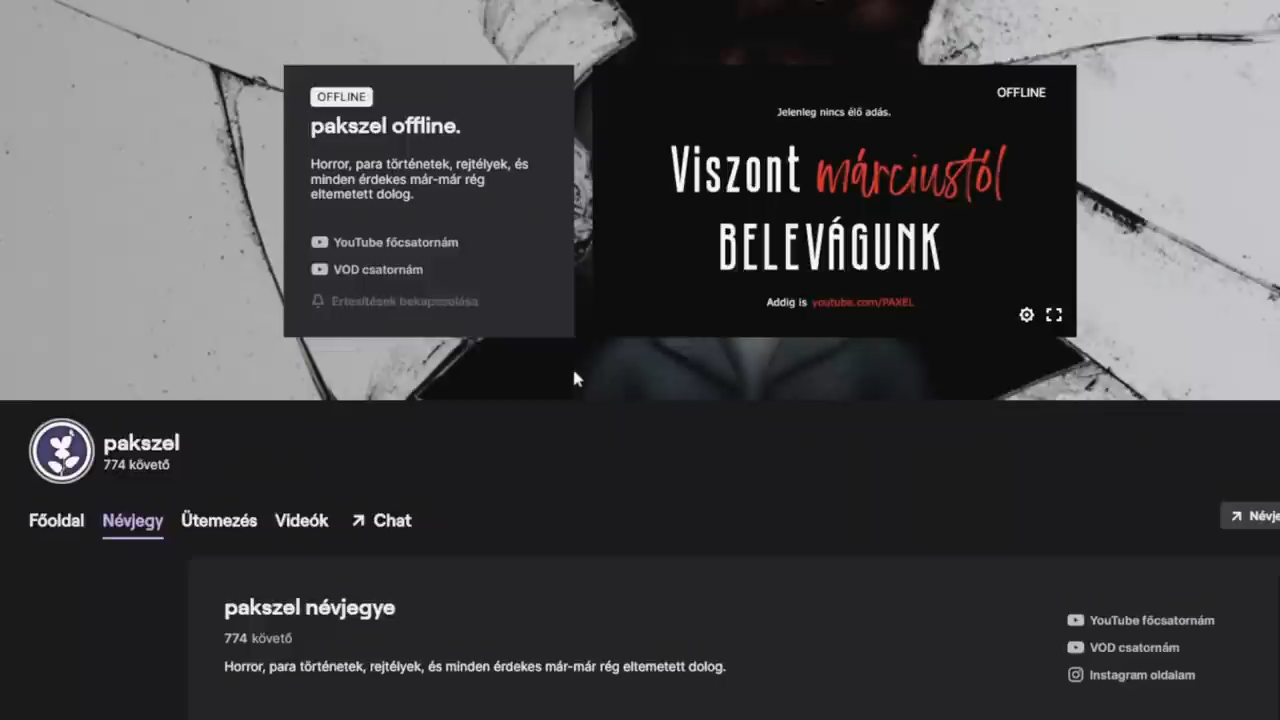 OFFLINE
pakszel offline.
Horror, para történetek, rejtélyek, és
minden érdekes már-már rég
eltemetett dolog.
YouTube főcsatornám
VOD csatornám
Értesítések bekapcsolása
OFFLINE
Jelenleg nincs élő adás.
Viszont márciustól
BELEVÁGUNK
Addig is youtube.com/PAXEL
pakszel
774 követő
Főoldal Névjegy Ütemezés Videók Chat
Névje
pakszel névjegye
774 követő
Horror, para történetek, rejtélyek, és minden érdekes már-már rég eltemetett dolog.
YouTube főcsatornám
VOD csatornám
Instagram oldalam